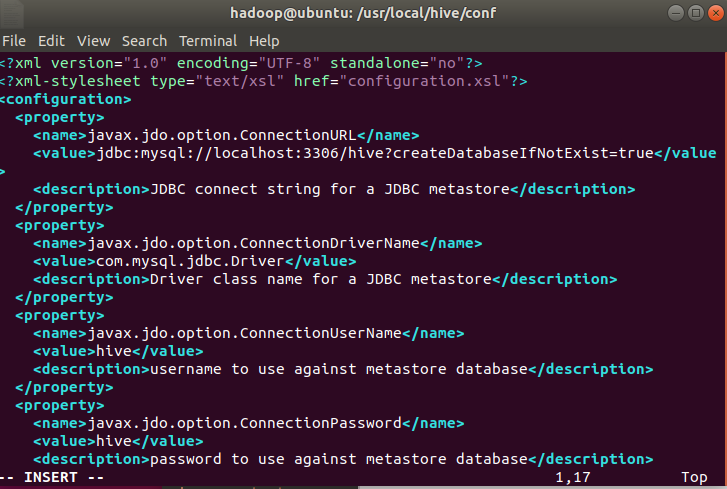 hadoop@ubuntu: /usr/local/hive/conf
File Edit View Search Terminal Help
<?xml version="1.0" encoding="UTF-8" standalone="no"?>
<?xml-stylesheet type="text/xsl" href="configuration.xsl"?>
<configuration>
  <property>
    <name>javax.jdo.option.ConnectionURL</name>
    <value>jdbc:mysql://localhost:3306/hive?createDatabaseIfNotExist=true</value
>
    <description>JDBC connect string for a JDBC metastore</description>
  </property>
  <property>
    <name>javax.jdo.option.ConnectionDriverName</name>
    <value>com.mysql.jdbc.Driver</value>
    <description>Driver class name for a JDBC metastore</description>
  </property>
  <property>
    <name>javax.jdo.option.ConnectionUserName</name>
    <value>hive</value>
    <description>username to use against metastore database</description>
  </property>
  <property>
    <name>javax.jdo.option.ConnectionPassword</name>
    <value>hive</value>
    <description>password to use against metastore database</description>
-- INSERT -- 1,17 Top